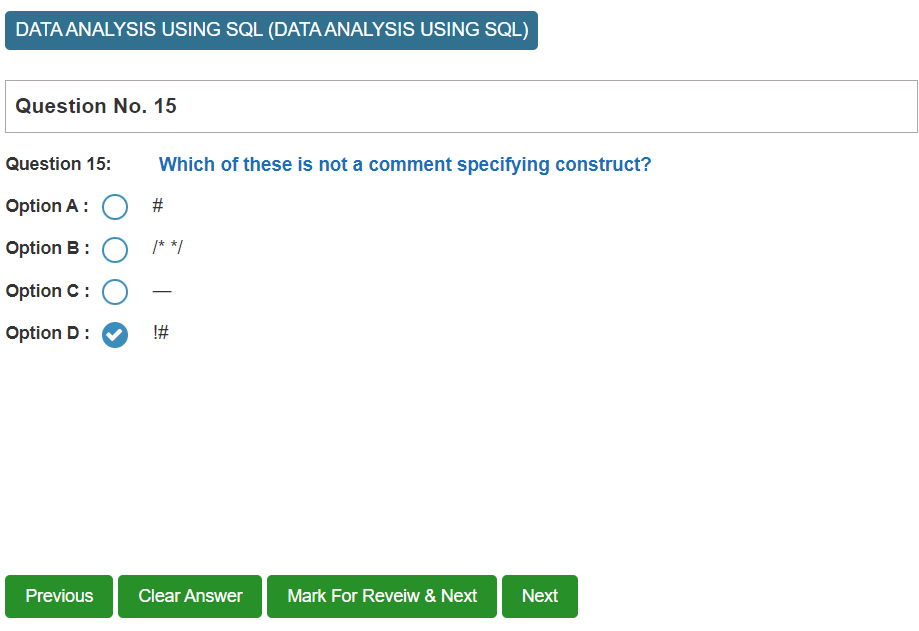 DATA ANALYSIS USING SQL (DATA ANALYSIS USING SQL)
Question No. 15
Question 15: Which of these is not a comment specifying construct?
Option A : #
Option B : /* */
Option C : —
Option D : !#
Previous Clear Answer Mark For Reveiw & Next Next